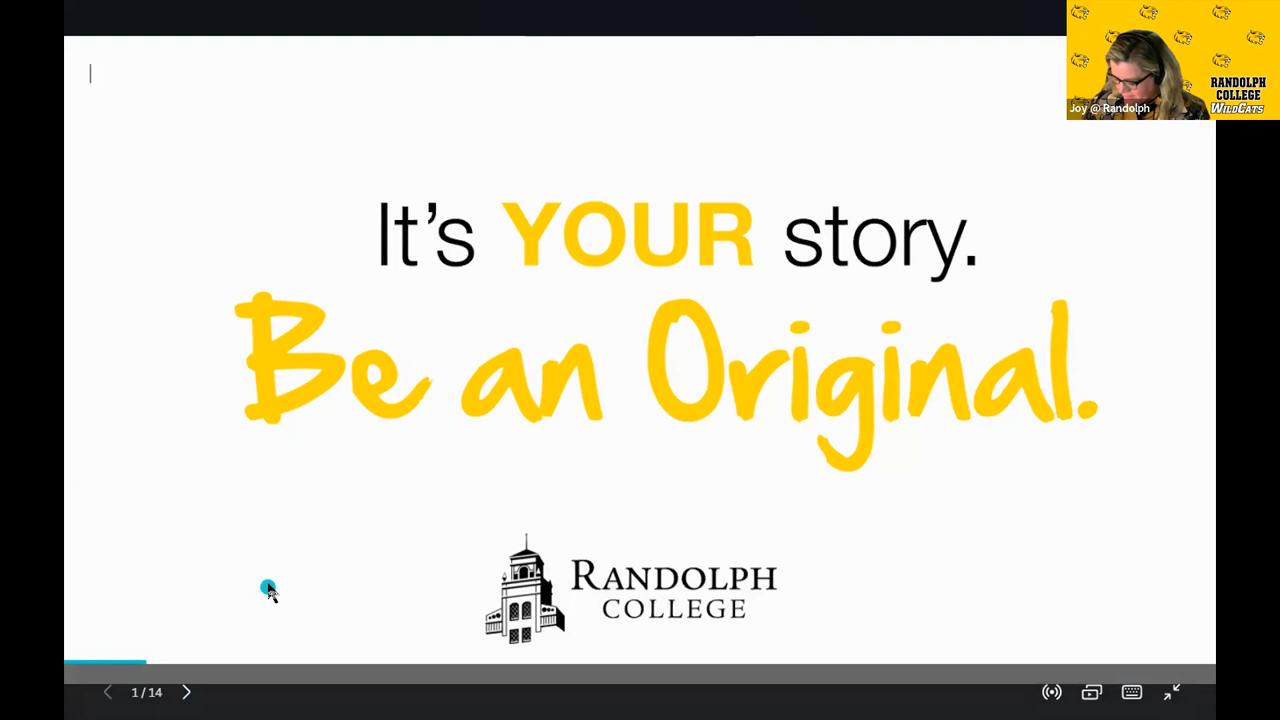 RANDOLPH
COLLEGE
WILDCATS
Joy @ Randolph
It's YOUR story.
Be an Original.
RANDOLPH
COLLEGE
1 / 14